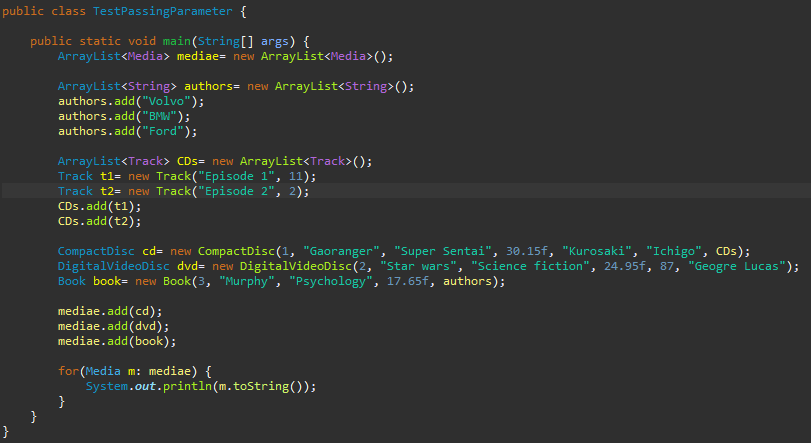 public class TestPassingParameter {
public static void main(String[] args) {
ArrayList<Media> mediae= new ArrayList<Media>();
ArrayList<String> authors= new ArrayList<String>();
authors.add("Volvo");
authors.add("BMW");
authors.add("Ford");
ArrayList<Track> CDs= new ArrayList<Track>();
Track t1= new Track("Episode 1", 11);
Track t2= new Track("Episode 2", 2);
CDs.add(t1);
CDs.add(t2);
CompactDisc cd= new CompactDisc(1, "Gaoranger", "Super Sentai", 30.15f, "Kurosaki", "Ichigo", CDs);
DigitalVideoDisc dvd= new DigitalVideoDisc(2, "Star wars", "Science fiction", 24.95f, 87, "Geogre Lucas");
Book book= new Book(3, "Murphy", "Psychology", 17.65f, authors);
mediae.add(cd);
mediae.add(dvd);
mediae.add(book);
for(Media m: mediae) {
System.out.println(m.toString());
}
}
}